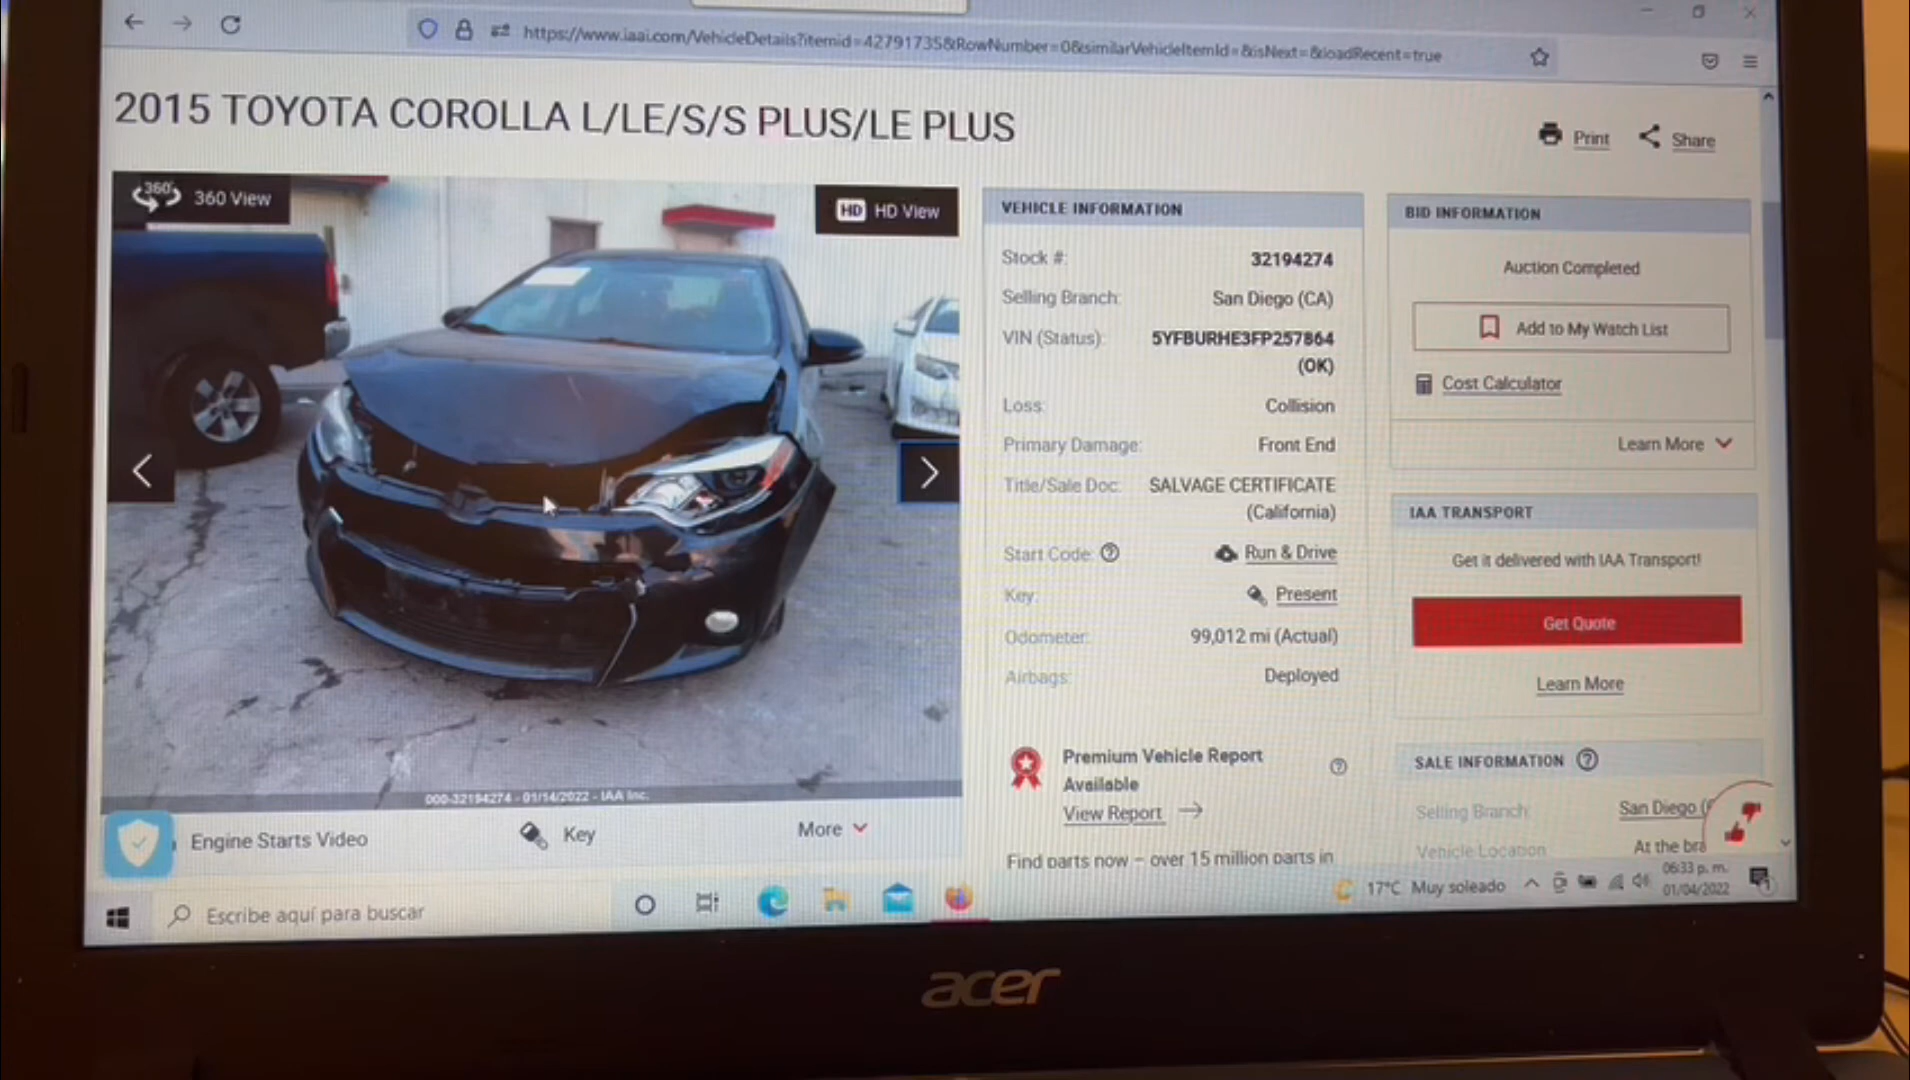 https://www.iaai.com/VehicleDetails?itemid=42791735&RowNumber=0&similarVehicleItemId=&isNext=&loadRecent=true
2015 TOYOTA COROLLA L/LE/S/S PLUS/LE PLUS
Print
Share
360°
360 View
HD
HD View
000-32194274 - 01/14/2022 - IAA Inc.
Engine Starts Video
Key
More
VEHICLE INFORMATION
Stock #: 32194274
Selling Branch: San Diego (CA)
VIN (Status): 5YFBURHE3FP257864
(OK)
Loss: Collision
Primary Damage: Front End
Title/Sale Doc: SALVAGE CERTIFICATE
(California)
Start Code: Run & Drive
Key: Present
Odometer: 99,012 mi (Actual)
Airbags: Deployed
Premium Vehicle Report
Available
View Report
Find parts now – over 15 million parts in
BID INFORMATION
Auction Completed
Add to My Watch List
Cost Calculator
Learn More
IAA TRANSPORT
Get it delivered with IAA Transport!
Get Quote
Learn More
SALE INFORMATION
Selling Branch: San Diego
Vehicle Location At the bra
Escribe aquí para buscar
17°C Muy soleado
06:33 p. m.
01/04/2022
acer